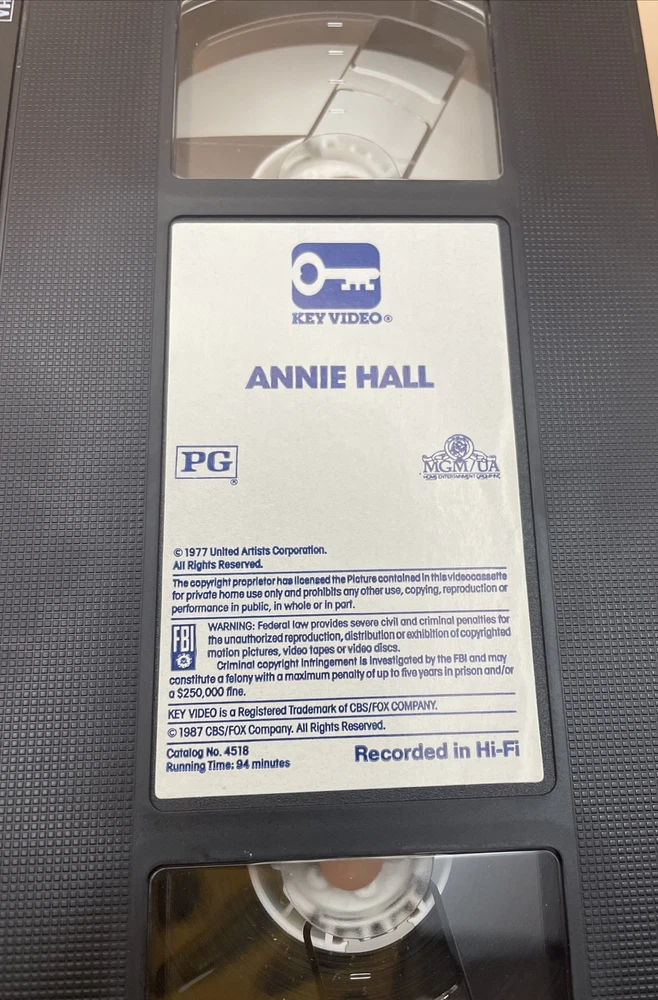 KEY VIDEO®
ANNIE HALL
PG
®
MGM/UA
HOME ENTERTAINMENT GROUP, INC.
© 1977 United Artists Corporation.
All Rights Reserved.
The copyright proprietor has licensed the Picture contained in this videocassette
for private home use only and prohibits any other use, copying, reproduction or
performance in public, in whole or in part.
FBI
WARNING: Federal law provides severe civil and criminal penalties for
the unauthorized reproduction, distribution or exhibition of copyrighted
motion pictures, video tapes or video discs.
Criminal copyright infringement is investigated by the FBI and may
constitute a felony with a maximum penalty of up to five years in prison and/or
a $250,000 fine.
KEY VIDEO is a Registered Trademark of CBS/FOX COMPANY.
© 1987 CBS/FOX Company. All Rights Reserved.
Catalog No. 4518
Running Time: 94 minutes
Recorded in Hi-Fi